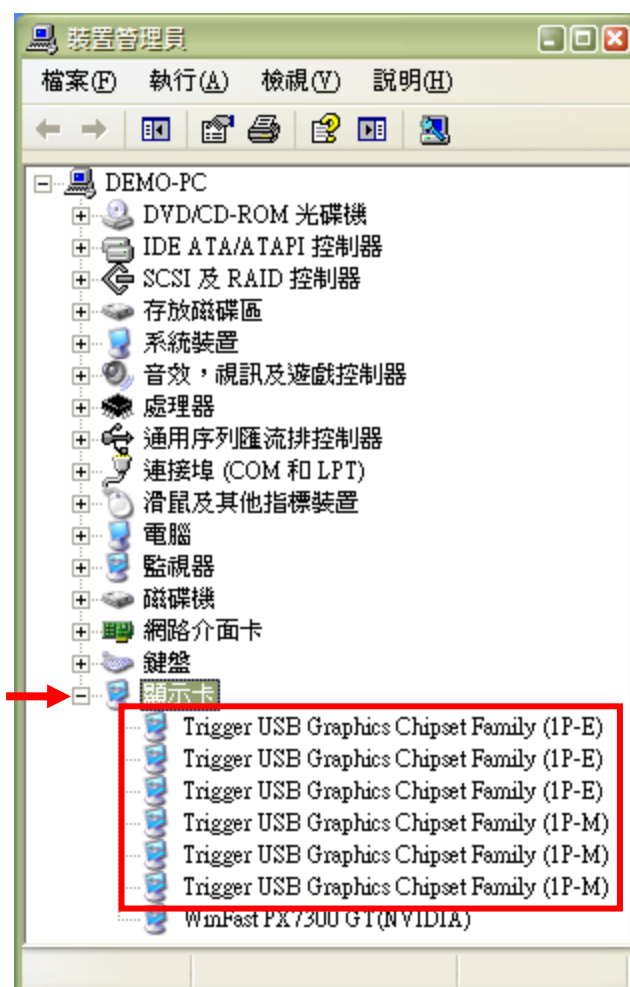 裝置管理員
檔案(F) 執行(A) 檢視(V) 說明(H)
DEMO-PC
DVD/CD-ROM 光碟機
IDE ATA/ATAPI 控制器
SCSI 及 RAID 控制器
存放磁碟區
系統裝置
音效，視訊及遊戲控制器
處理器
通用序列匯流排控制器
連接埠 (COM 和 LPT)
滑鼠及其他指標裝置
電腦
監視器
磁碟機
網路介面卡
鍵盤
顯示卡
Trigger USB Graphics Chipset Family (1P-E)
Trigger USB Graphics Chipset Family (1P-E)
Trigger USB Graphics Chipset Family (1P-E)
Trigger USB Graphics Chipset Family (1P-M)
Trigger USB Graphics Chipset Family (1P-M)
Trigger USB Graphics Chipset Family (1P-M)
WinFast PX7300 GT(NVIDIA)